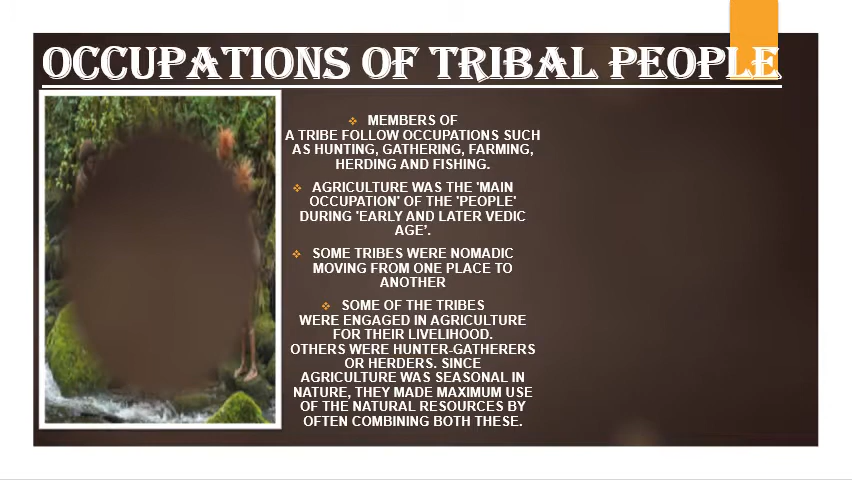 OCCUPATIONS OF TRIBAL PEOPLE
❖ MEMBERS OF
A TRIBE FOLLOW OCCUPATIONS SUCH
AS HUNTING, GATHERING, FARMING,
HERDING AND FISHING.
❖ AGRICULTURE WAS THE 'MAIN
OCCUPATION' OF THE 'PEOPLE'
DURING 'EARLY AND LATER VEDIC
AGE’.
❖ SOME TRIBES WERE NOMADIC
MOVING FROM ONE PLACE TO
ANOTHER
❖ SOME OF THE TRIBES
WERE ENGAGED IN AGRICULTURE
FOR THEIR LIVELIHOOD.
OTHERS WERE HUNTER-GATHERERS
OR HERDERS. SINCE
AGRICULTURE WAS SEASONAL IN
NATURE, THEY MADE MAXIMUM USE
OF THE NATURAL RESOURCES BY
OFTEN COMBINING BOTH THESE.